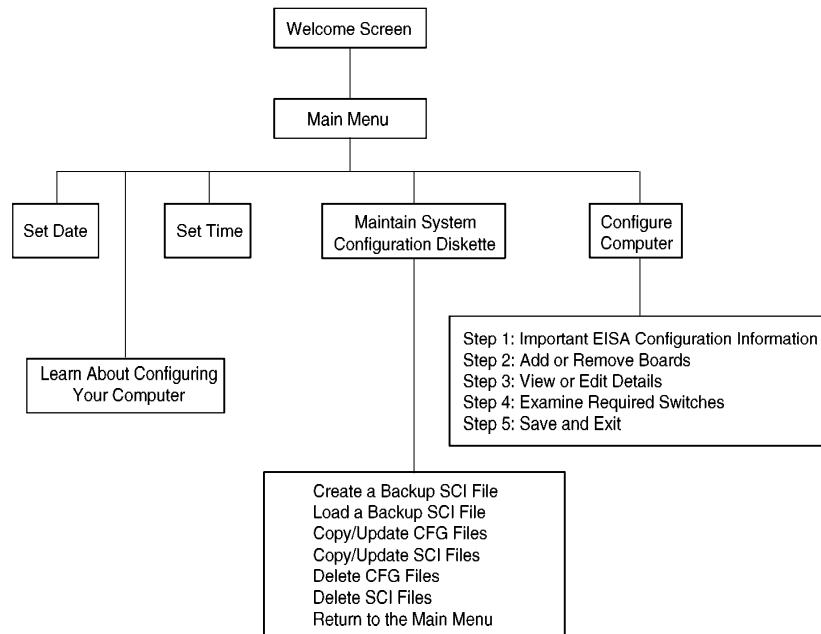 Welcome Screen
Main Menu
Set Date
Set Time
Maintain System
Configuration Diskette
Configure
Computer
Learn About Configuring
Your Computer
Step 1: Important EISA Configuration Information
Step 2: Add or Remove Boards
Step 3: View or Edit Details
Step 4: Examine Required Switches
Step 5: Save and Exit
Create a Backup SCI File
Load a Backup SCI File
Copy/Update CFG Files
Copy/Update SCI Files
Delete CFG Files
Delete SCI Files
Return to the Main Menu